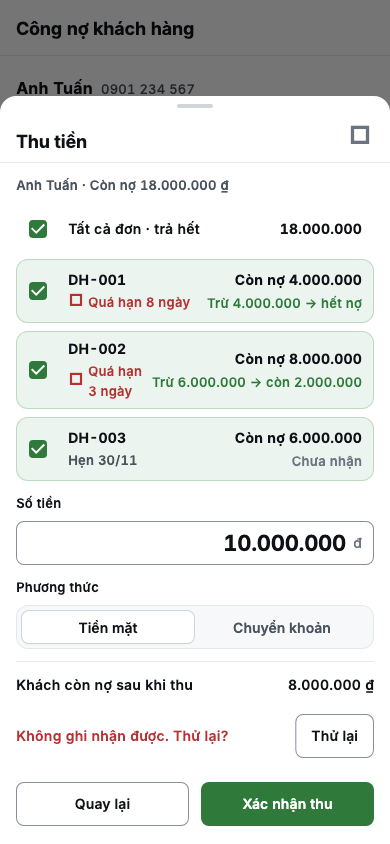 Công nợ khách hàng
Anh Tuấn 0901 234 567
Thu tiền
Anh Tuấn · Còn nợ 18.000.000 ₫
Tất cả đơn · trả hết 18.000.000
DH-001 Còn nợ 4.000.000
Quá hạn 8 ngày Trừ 4.000.000 → hết nợ
DH-002 Còn nợ 8.000.000
Quá hạn 3 ngày Trừ 6.000.000 → còn 2.000.000
DH-003 Còn nợ 6.000.000
Hẹn 30/11 Chưa nhận
Số tiền
10.000.000 đ
Phương thức
Tiền mặt Chuyển khoản
Khách còn nợ sau khi thu 8.000.000 ₫
Không ghi nhận được. Thử lại? Thử lại
Quay lại Xác nhận thu